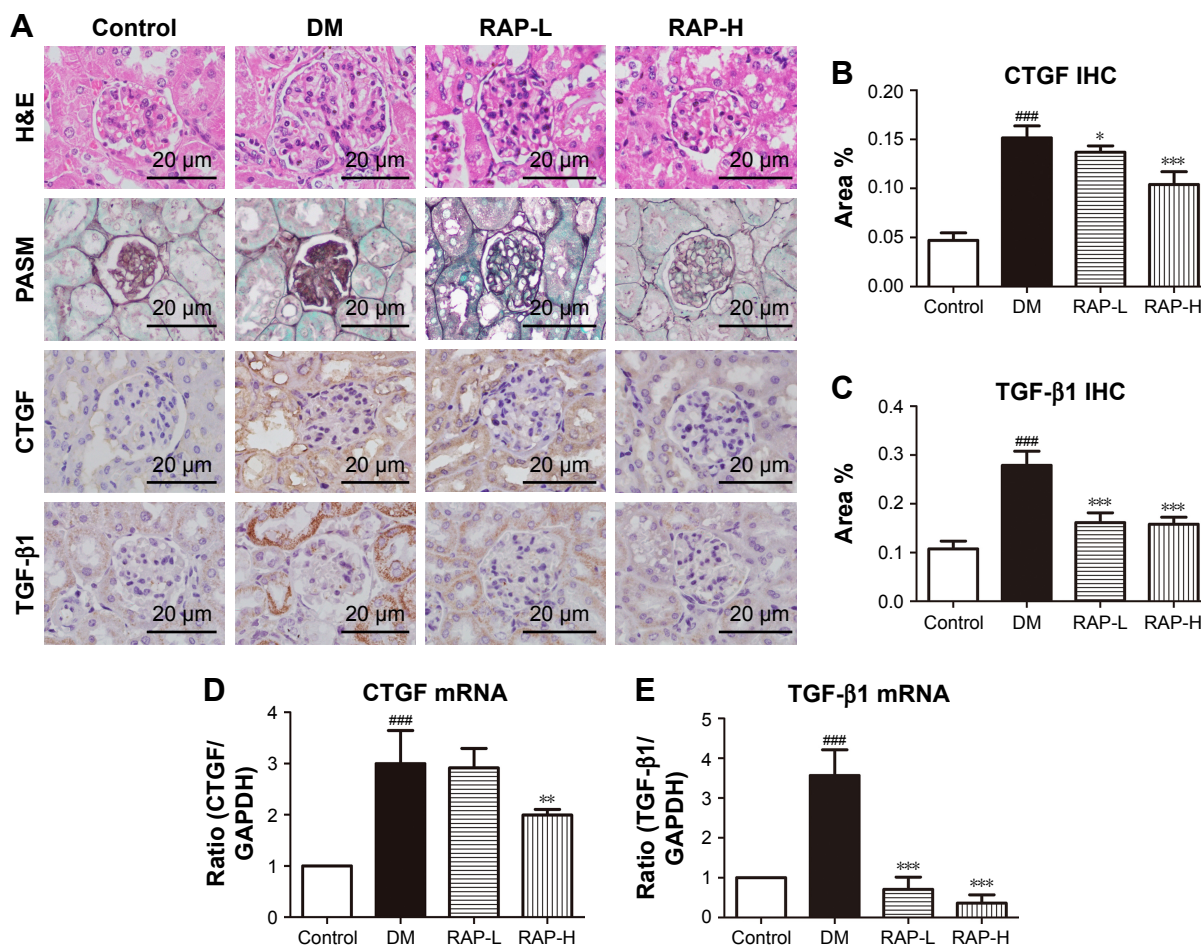 A
Control DM RAP-L RAP-H
H&E
20 µm 20 µm 20 µm 20 µm
PASM
20 µm 20 µm 20 µm 20 µm
CTGF
20 µm 20 µm 20 µm 20 µm
TGF-β1
20 µm 20 µm 20 µm 20 µm
B
CTGF IHC
Area %
0.20
0.15
0.10
0.05
0.00
###
*
***
Control DM RAP-L RAP-H
C
TGF-β1 IHC
Area %
0.4
0.3
0.2
0.1
0.0
###
***
***
Control DM RAP-L RAP-H
D
CTGF mRNA
Ratio (CTGF/
GAPDH)
4
3
2
1
0
###
**
Control DM RAP-L RAP-H
E
TGF-β1 mRNA
Ratio (TGF-β1/
GAPDH)
5
4
3
2
1
0
###
***
***
Control DM RAP-L RAP-H